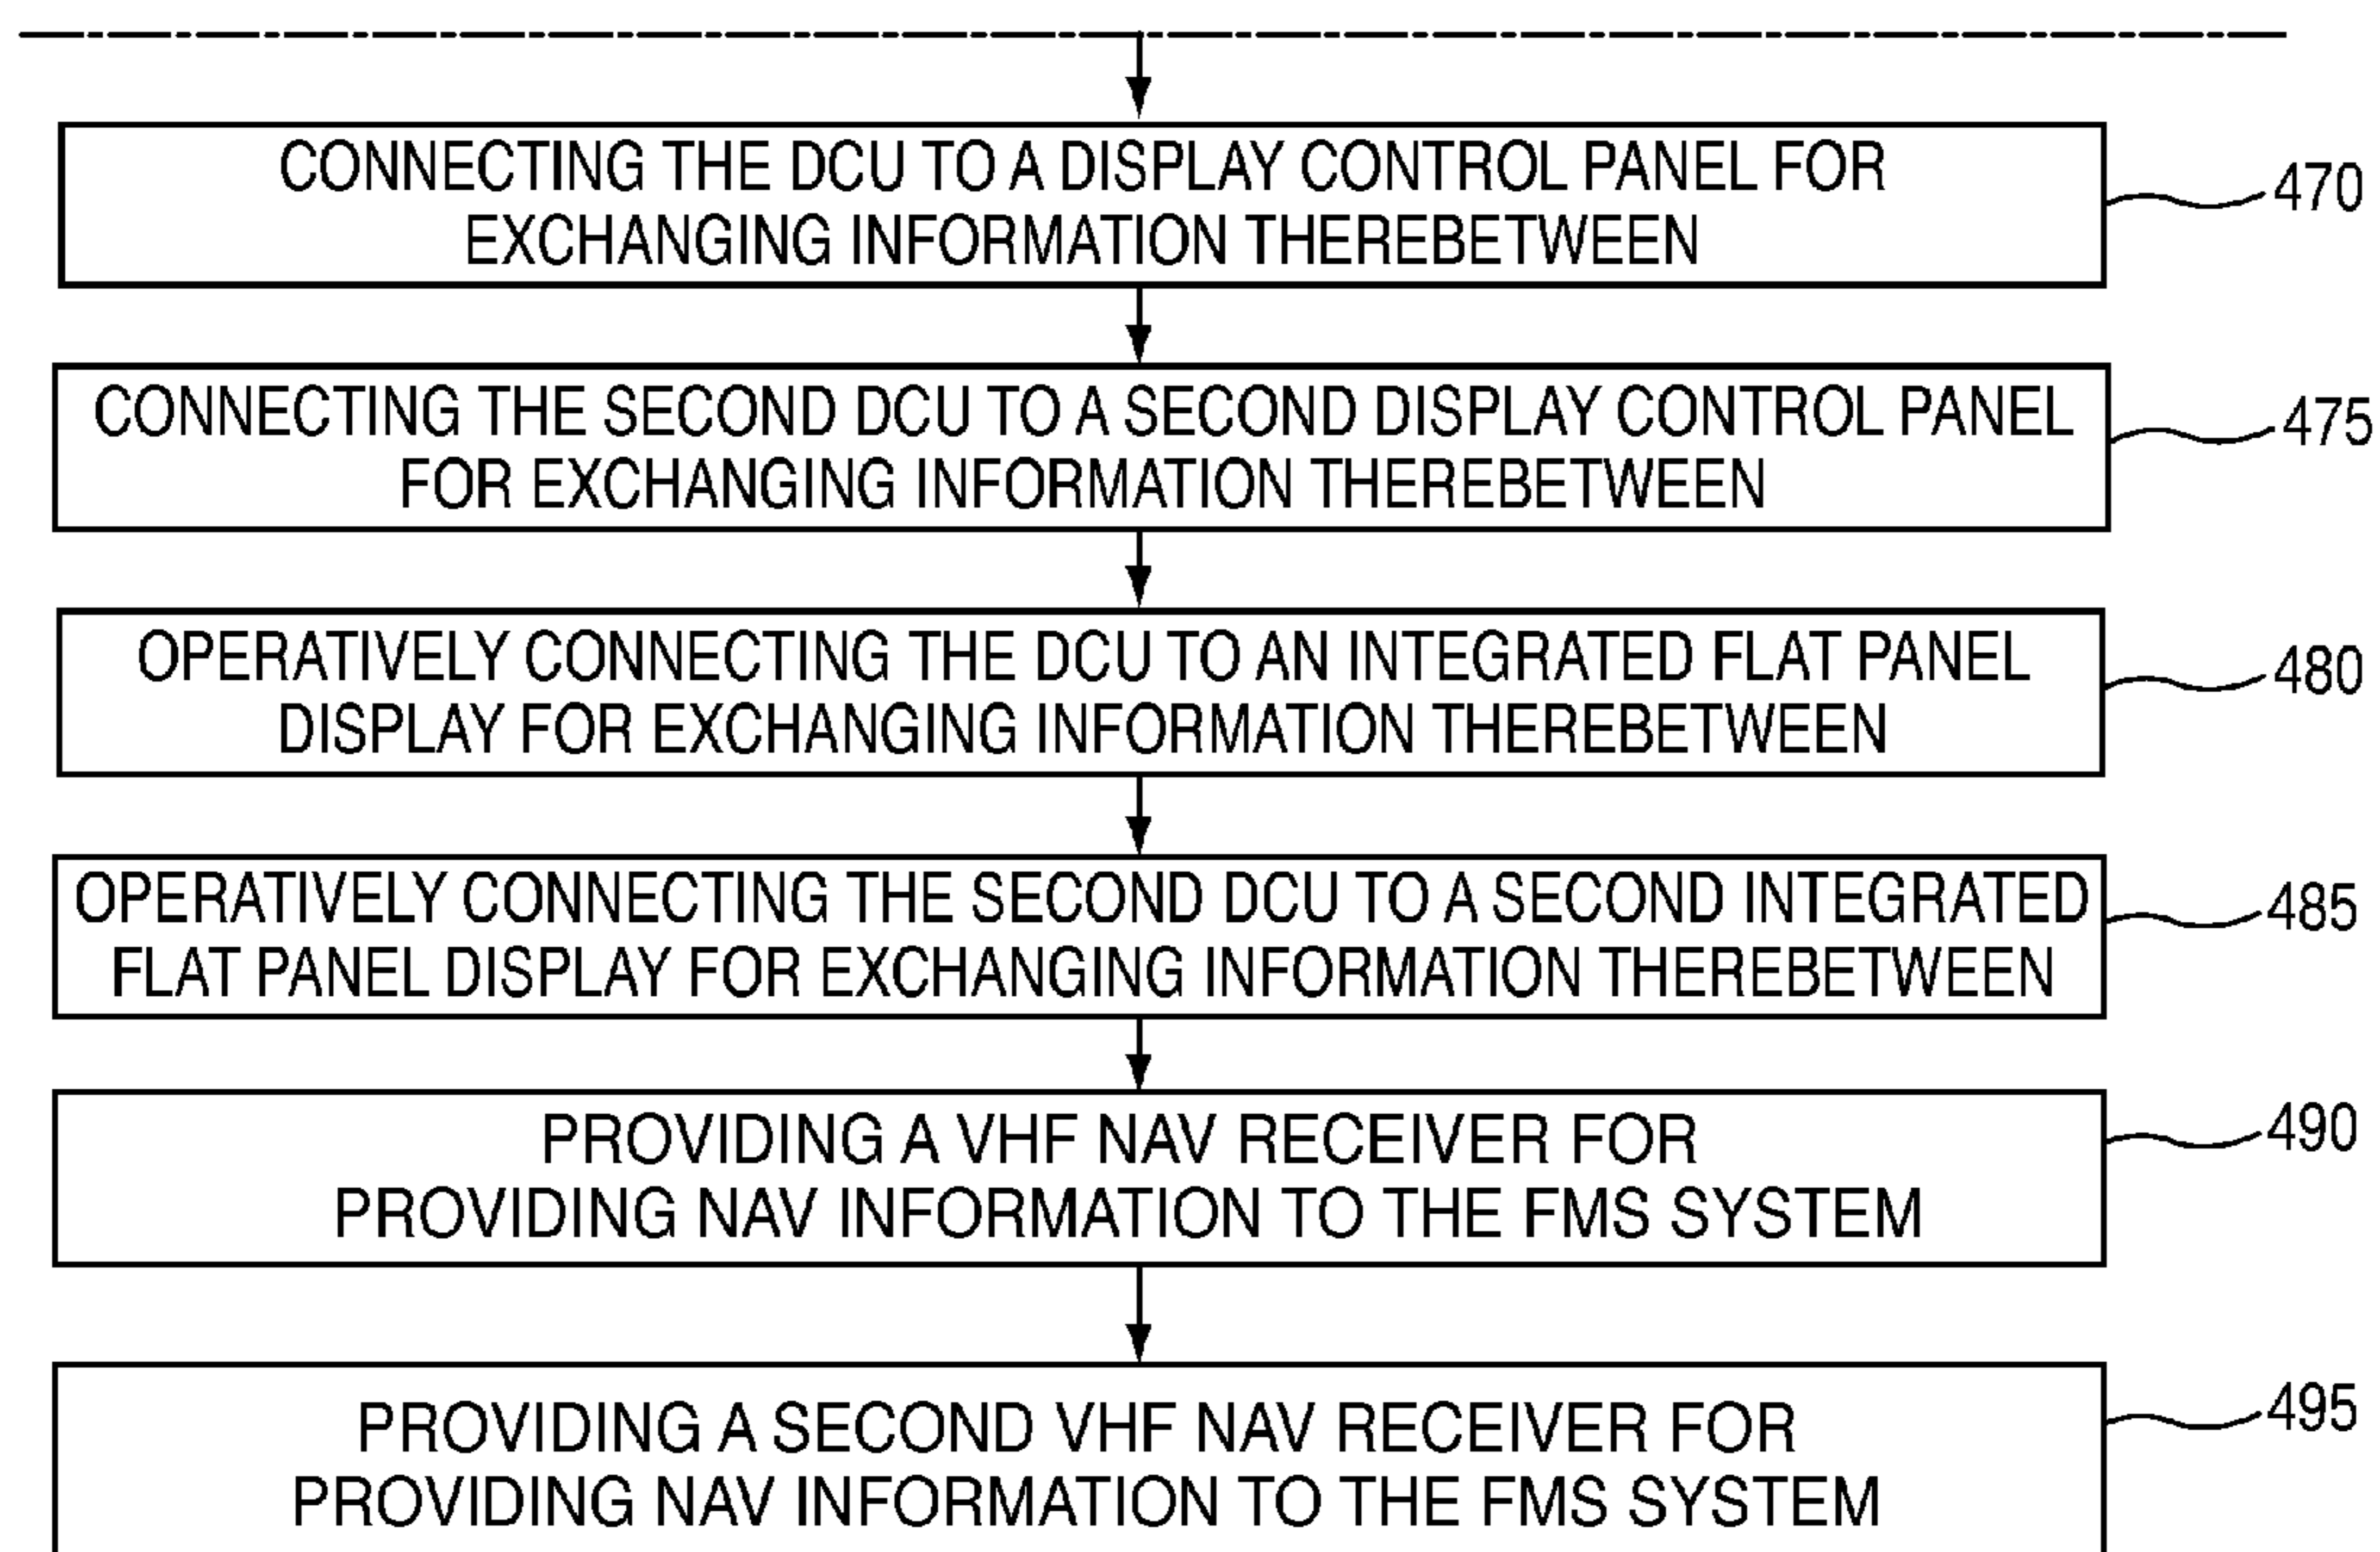 CONNECTING THE DCU TO A DISPLAY CONTROL PANEL FOR
EXCHANGING INFORMATION THEREBETWEEN
470
CONNECTING THE SECOND DCU TO A SECOND DISPLAY CONTROL PANEL
FOR EXCHANGING INFORMATION THEREBETWEEN
475
OPERATIVELY CONNECTING THE DCU TO AN INTEGRATED FLAT PANEL
DISPLAY FOR EXCHANGING INFORMATION THEREBETWEEN
480
OPERATIVELY CONNECTING THE SECOND DCU TO A SECOND INTEGRATED
FLAT PANEL DISPLAY FOR EXCHANGING INFORMATION THEREBETWEEN
485
PROVIDING A VHF NAV RECEIVER FOR
PROVIDING NAV INFORMATION TO THE FMS SYSTEM
490
PROVIDING A SECOND VHF NAV RECEIVER FOR
PROVIDING NAV INFORMATION TO THE FMS SYSTEM
495